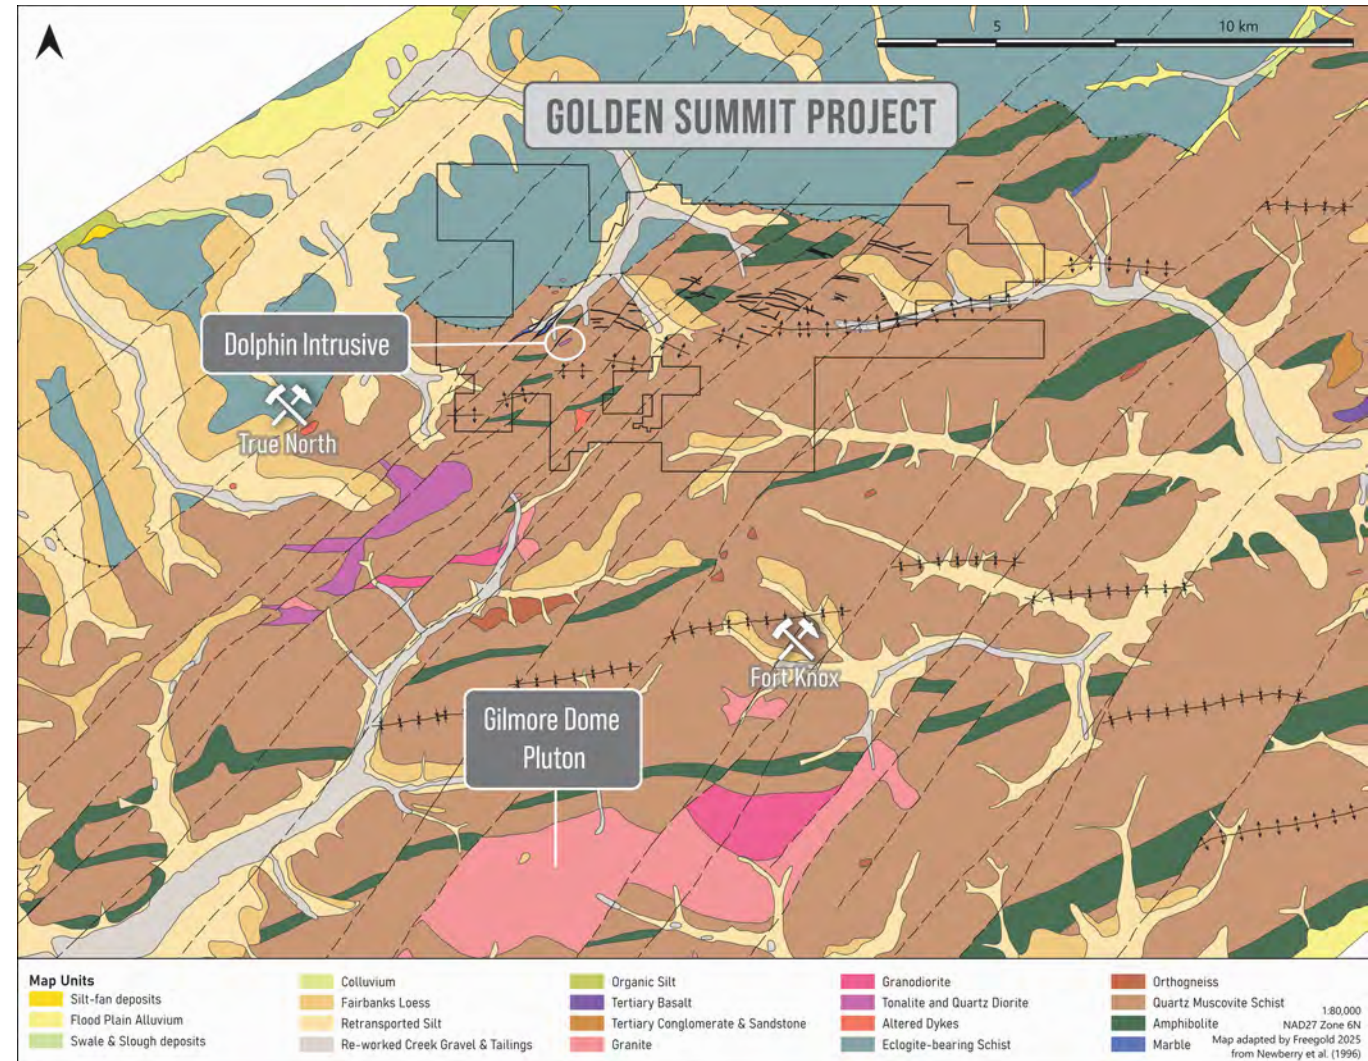 5
10 km
GOLDEN SUMMIT PROJECT
Dolphin Intrusive
True North
Fort Knox
Gilmore Dome
Pluton
Map Units
Silt-fan deposits
Flood Plain Alluvium
Swale & Slough deposits
Colluvium
Fairbanks Loess
Retransported Silt
Re-worked Creek Gravel & Tailings
Organic Silt
Tertiary Basalt
Tertiary Conglomerate & Sandstone
Granite
Granodiorite
Tonalite and Quartz Diorite
Altered Dykes
Eclogite-bearing Schist
Orthogneiss
Quartz Muscovite Schist
Amphibolite
Marble
1:80,000
NAD27 Zone 6N
Map adapted by Freegold 2025
from Newberry et al. (1996)